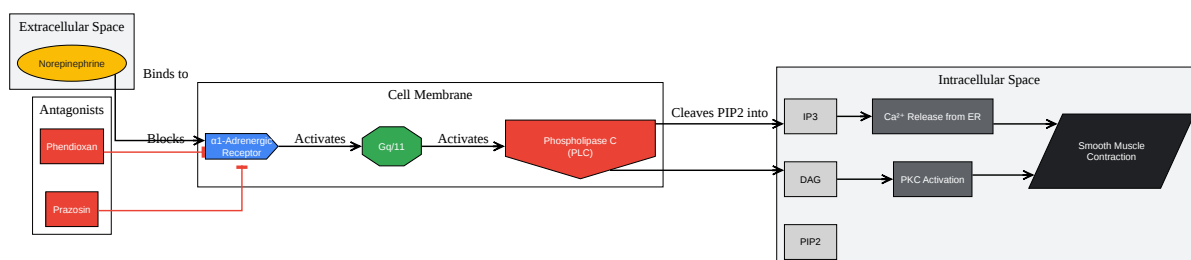 Extracellular Space
Norepinephrine
Binds to
Antagonists
Phendioxan
Prazosin
Blocks
Cell Membrane
α1-Adrenergic
Receptor
Activates
Gq/11
Activates
Phospholipase C
(PLC)
Cleaves PIP2 into
Intracellular Space
IP3
Ca²⁺ Release from ER
DAG
PKC Activation
PIP2
Smooth Muscle
Contraction